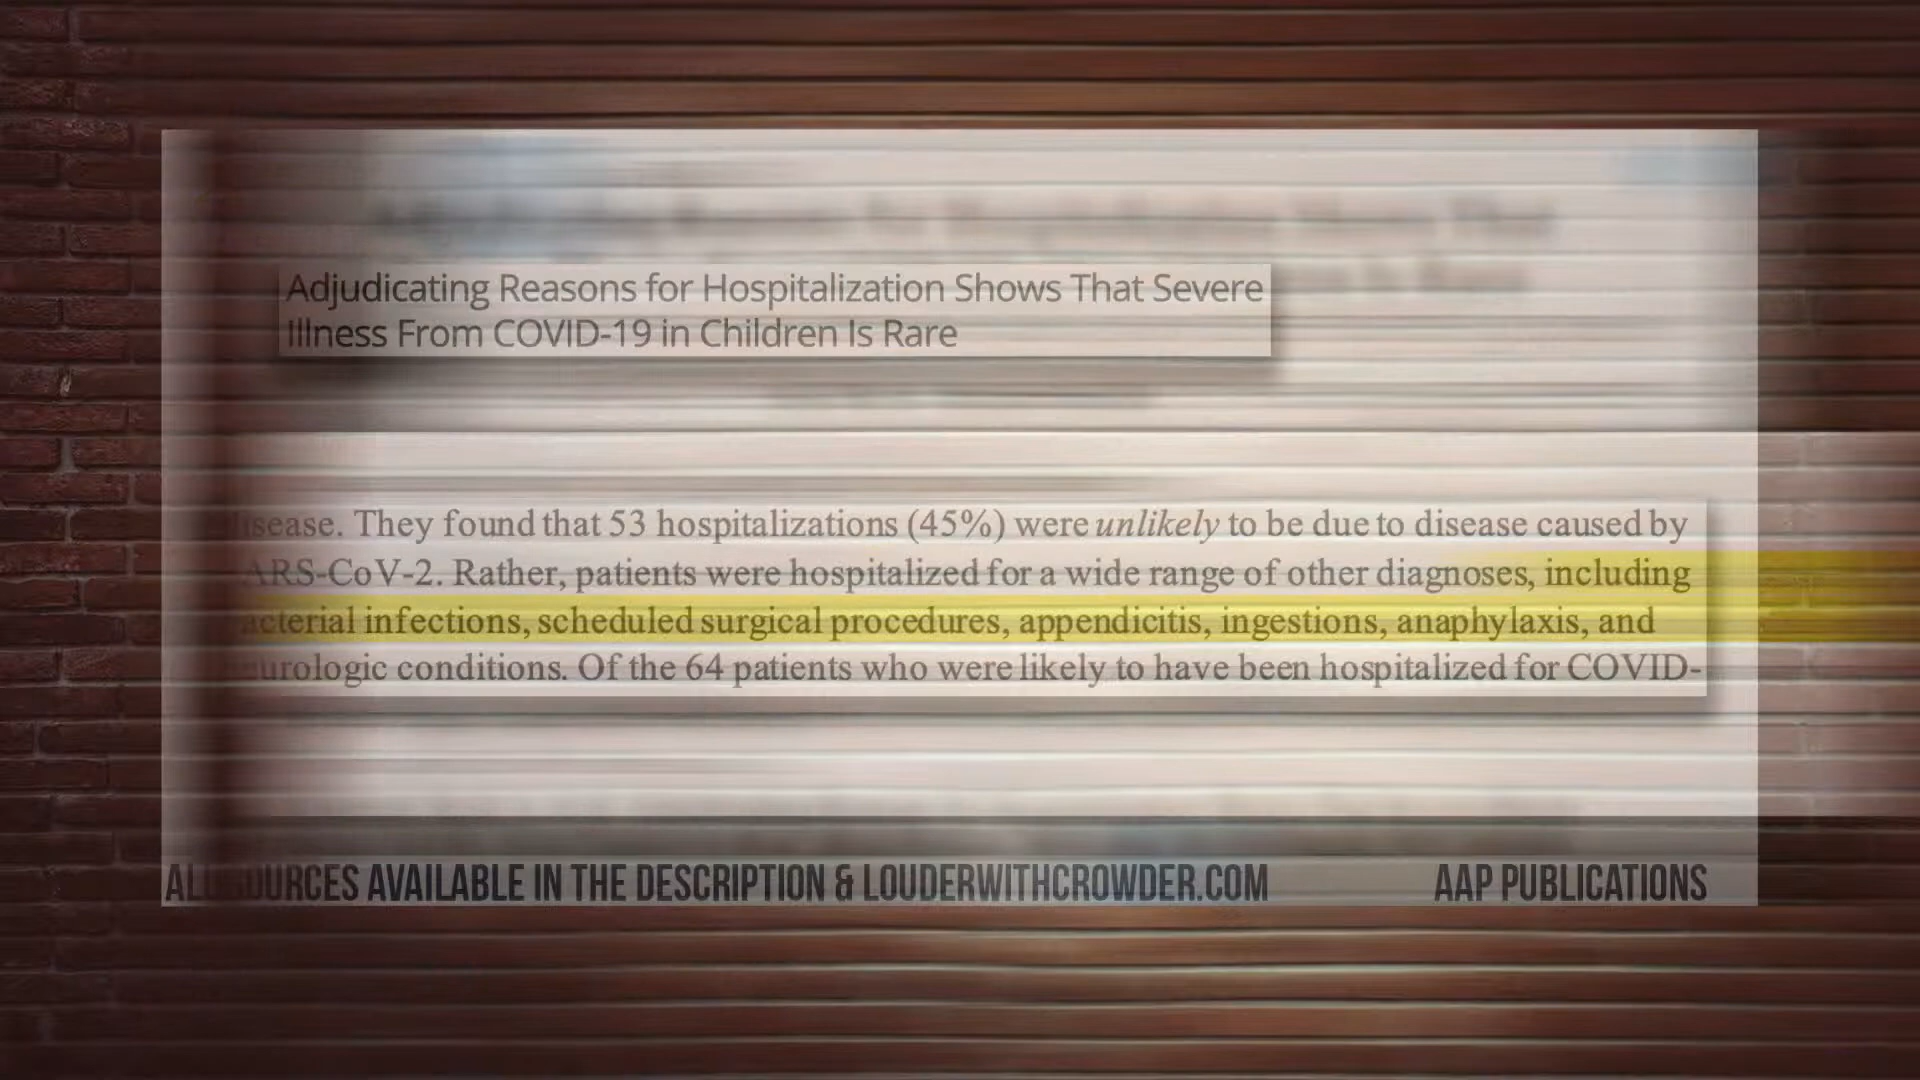 Adjudicating Reasons for Hospitalization Shows That Severe
Illness From COVID-19 in Children Is Rare
isease. They found that 53 hospitalizations (45%) were unlikely to be due to disease caused by
ARS-CoV-2. Rather, patients were hospitalized for a wide range of other diagnoses, including
acterial infections, scheduled surgical procedures, appendicitis, ingestions, anaphylaxis, and
urologic conditions. Of the 64 patients who were likely to have been hospitalized for COVID-
ALL SOURCES AVAILABLE IN THE DESCRIPTION & LOUDERWITHCROWDER.COM
AAP PUBLICATIONS